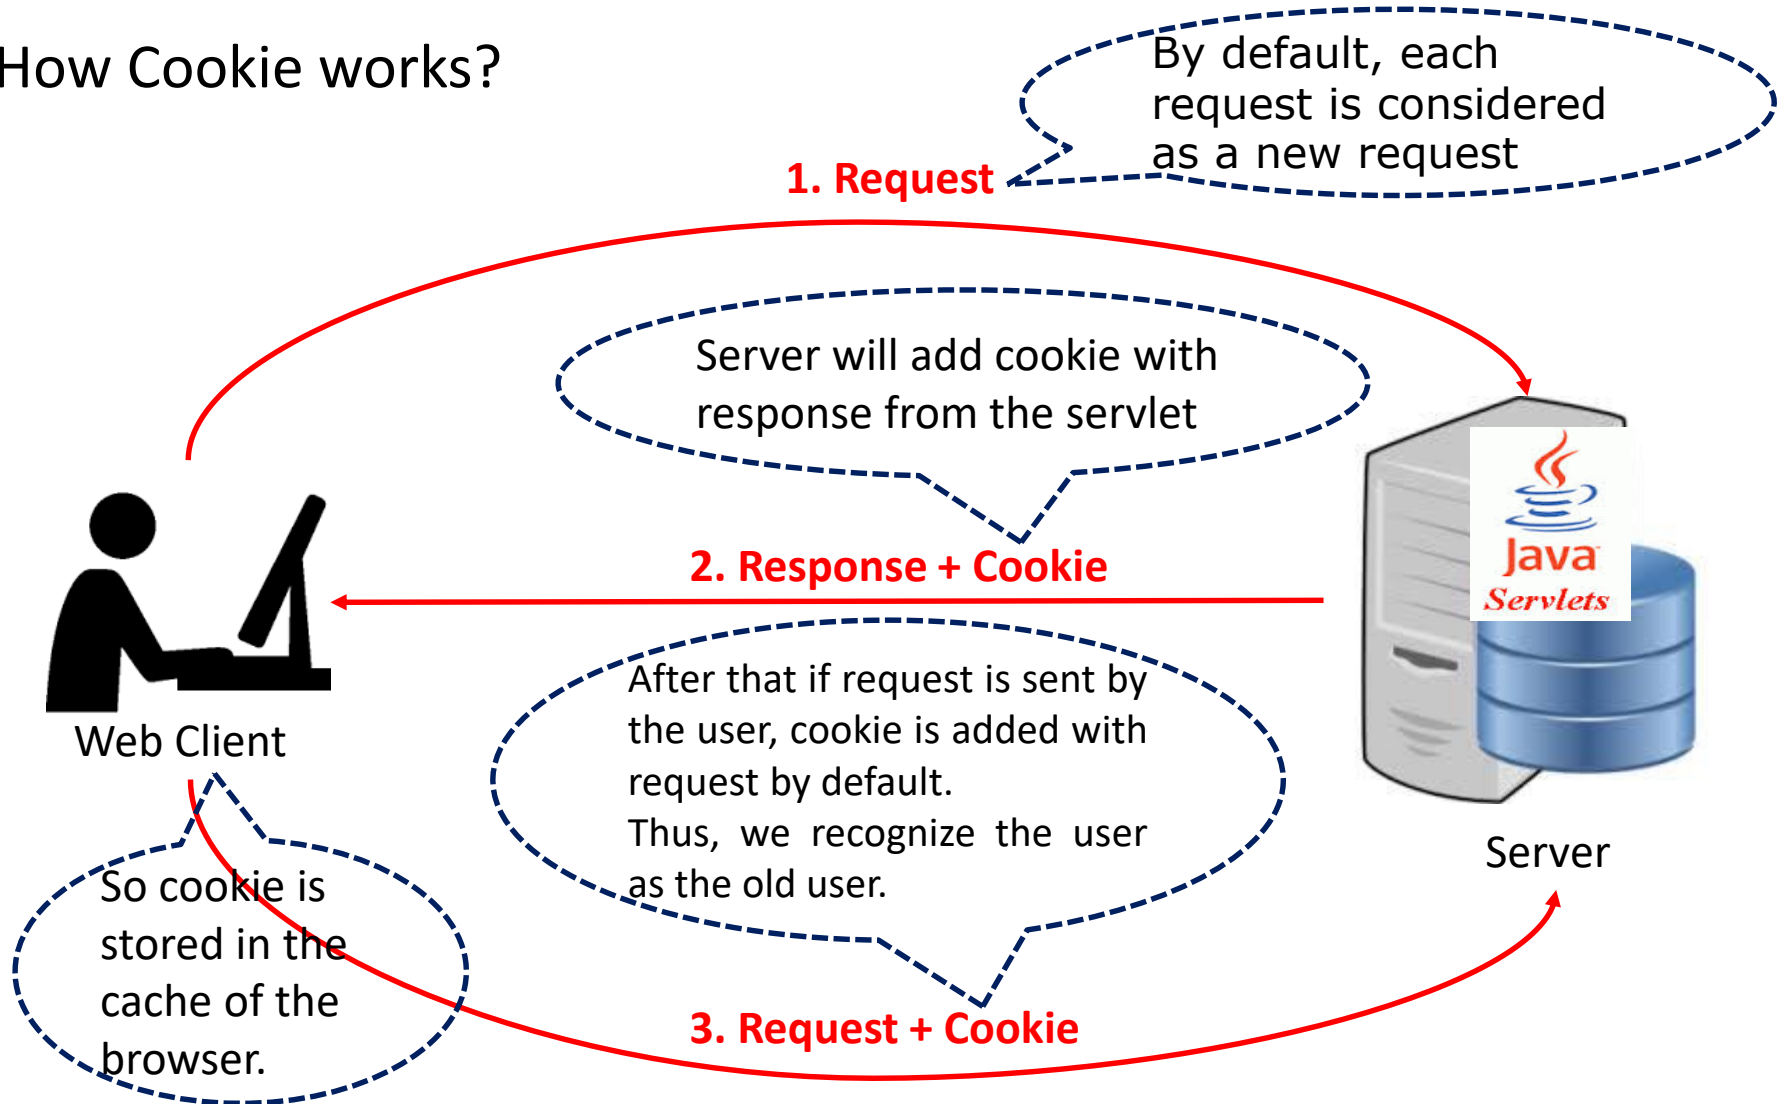 How Cookie works?
By default, each
request is considered
as a new request
1. Request
Server will add cookie with
response from the servlet
Java
Servlets
2. Response + Cookie
After that if request is sent by
the user, cookie is added with
request by default.
Thus, we recognize the user
as the old user.
Web Client
Server
So cookie is
stored in the
cache of the
browser.
3. Request + Cookie